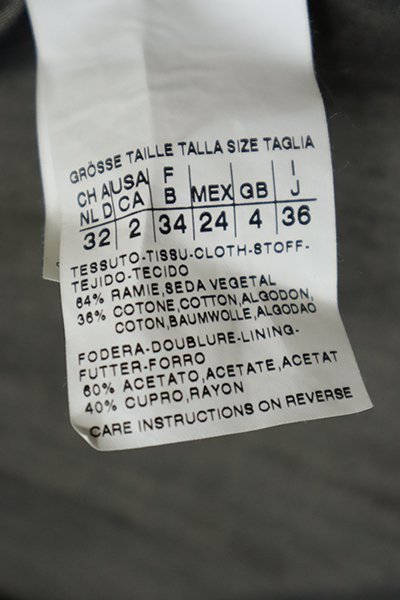 GRÖSSE TAILLE TALLA SIZE TAGLIA
CH A USA F I
NL D CA B MEX GB J
32 2 34 24 4 36
TESSUTO-TISSU-CLOTH-STOFF-
TEJIDO-TECIDO
64% RAMIE,SEDA VEGETAL
36% COTONE,COTTON,ALGODON,
COTON,BAUMWOLLE,ALGODAO
FODERA-DOUBLURE-LINING-
FUTTER-FORRO
60% ACETATO,ACETATE,ACETAT
40% CUPRO,RAYON
CARE INSTRUCTIONS ON REVERSE